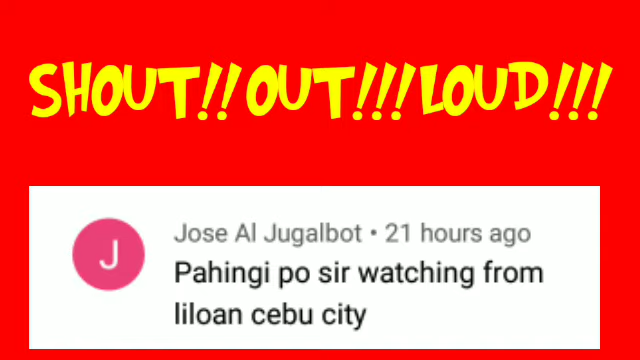 SHOUT!! OUT!!! LOUD!!!
J
Jose Al Jugalbot • 21 hours ago
Pahingi po sir watching from
liloan cebu city